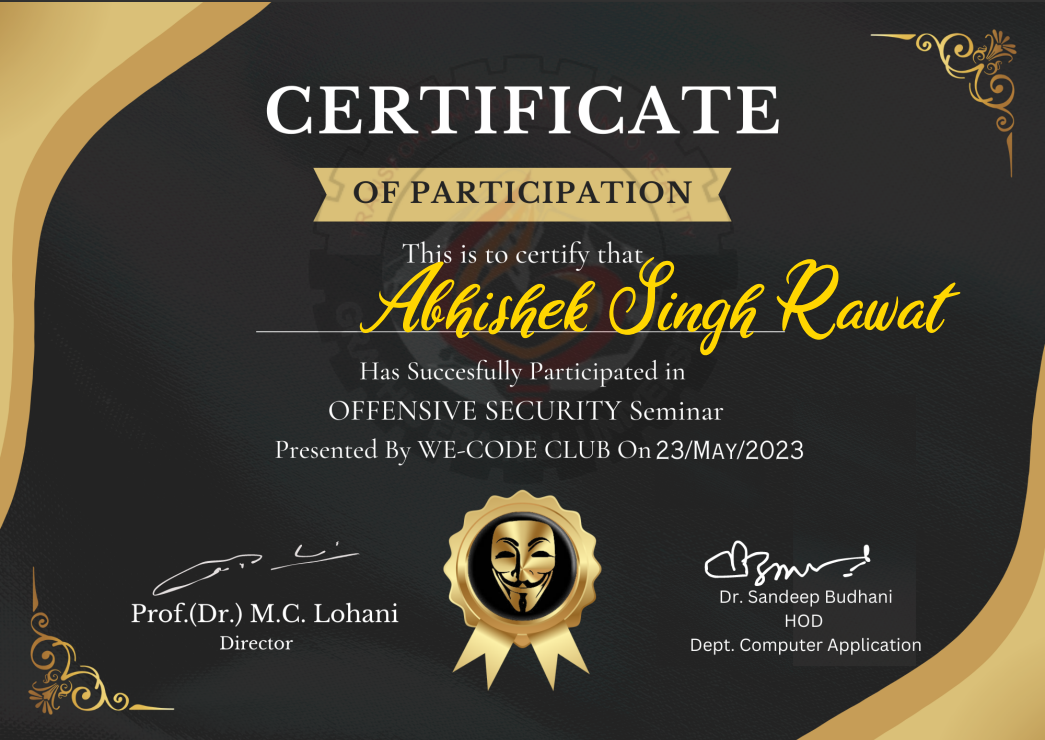 CERTIFICATE
OF PARTICIPATION
This is to certify that
Abhishek Singh Rawat
Has Succesfully Participated in
OFFENSIVE SECURITY Seminar
Presented By WE-CODE CLUB On 23/MAY/2023
Prof.(Dr.) M.C. Lohani
Director
Dr. Sandeep Budhani
HOD
Dept. Computer Application